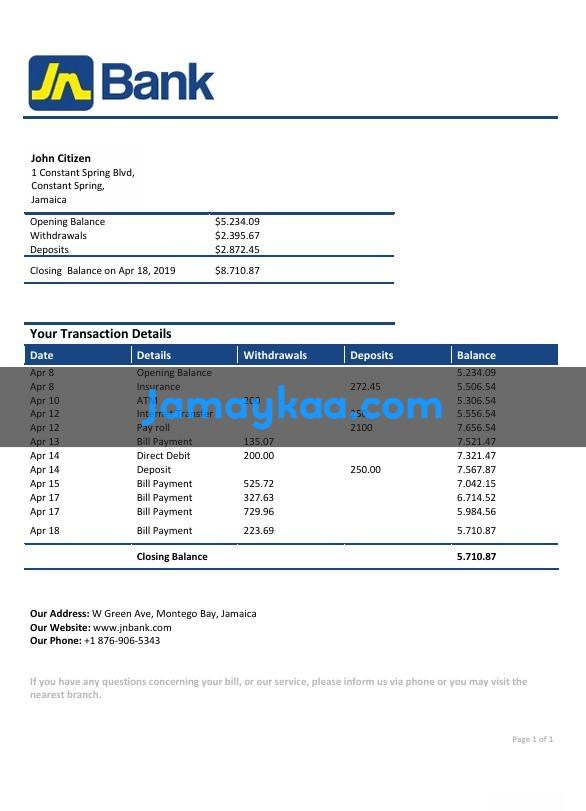 Jn Bank
John Citizen
1 Constant Spring Blvd,
Constant Spring,
Jamaica
Opening Balance $5.234.09
Withdrawals $2.395.67
Deposits $2.872.45
Closing Balance on Apr 18, 2019 $8.710.87
Your Transaction Details
Date Details Withdrawals Deposits Balance
Apr 8 Opening Balance 5.234.09
Apr 8 Insurance 272.45 5.506.54
Apr 10 ATM 200 5.306.54
jamaykaa.com
Apr 12 Internet Transfer 250 5.556.54
Apr 12 Pay roll 2100 7.656.54
Apr 13 Bill Payment 135.07 7.521.47
Apr 14 Direct Debit 200.00 7.321.47
Apr 14 Deposit 250.00 7.567.87
Apr 15 Bill Payment 525.72 7.042.15
Apr 17 Bill Payment 327.63 6.714.52
Apr 17 Bill Payment 729.96 5.984.56
Apr 18 Bill Payment 223.69 5.710.87
Closing Balance 5.710.87
Our Address: W Green Ave, Montego Bay, Jamaica
Our Website: www.jnbank.com
Our Phone: +1 876-906-5343
If you have any questions concerning your bill, or our service, please inform us via phone or you may visit the
nearest branch.
Page 1 of 1